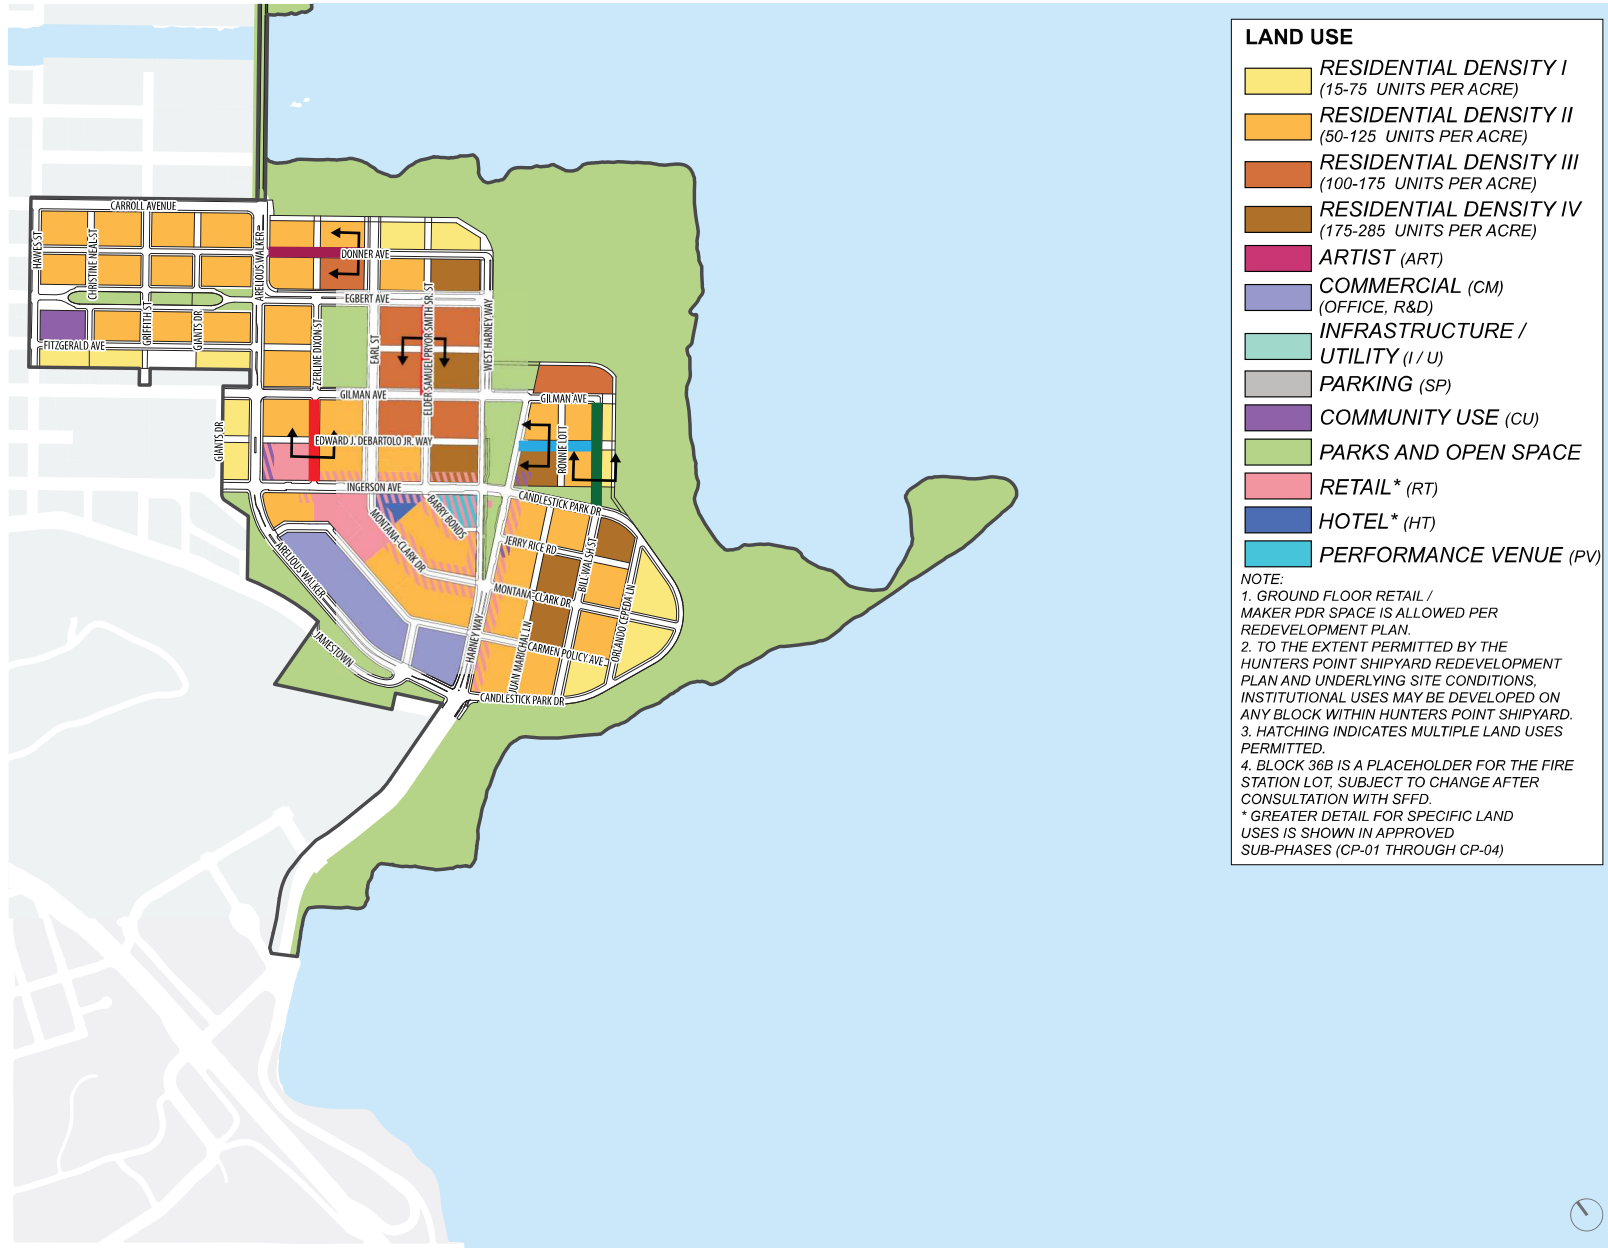 LAND USE
RESIDENTIAL DENSITY I
(15-75 UNITS PER ACRE)
RESIDENTIAL DENSITY II
(50-125 UNITS PER ACRE)
RESIDENTIAL DENSITY III
(100-175 UNITS PER ACRE)
RESIDENTIAL DENSITY IV
(175-285 UNITS PER ACRE)
ARTIST (ART)
COMMERCIAL (CM)
(OFFICE, R&D)
INFRASTRUCTURE /
UTILITY (I / U)
PARKING (SP)
COMMUNITY USE (CU)
PARKS AND OPEN SPACE
RETAIL* (RT)
HOTEL* (HT)
PERFORMANCE VENUE (PV)
NOTE:
1. GROUND FLOOR RETAIL /
MAKER PDR SPACE IS ALLOWED PER
REDEVELOPMENT PLAN.
2. TO THE EXTENT PERMITTED BY THE
HUNTERS POINT SHIPYARD REDEVELOPMENT
PLAN AND UNDERLYING SITE CONDITIONS,
INSTITUTIONAL USES MAY BE DEVELOPED ON
ANY BLOCK WITHIN HUNTERS POINT SHIPYARD.
3. HATCHING INDICATES MULTIPLE LAND USES
PERMITTED.
4. BLOCK 36B IS A PLACEHOLDER FOR THE FIRE
STATION LOT, SUBJECT TO CHANGE AFTER
CONSULTATION WITH SFFD.
* GREATER DETAIL FOR SPECIFIC LAND
USES IS SHOWN IN APPROVED
SUB-PHASES (CP-01 THROUGH CP-04)
CARROLL AVENUE
HAWES ST
CHRISTINE NEAL ST
GRIFFITH ST
GIANTS DR
ARELIOUS WALKER
DONNER AVE
EGBERT AVE
FITZGERALD AVE
ZERLINE DIXON ST
EARL ST
ELDER SAMUEL PRYOR SMITH SR. ST
WEST HARNEY WAY
GILMAN AVE
GILMAN AVE
GIANTS DR
EDWARD J. DEBARTOLO JR. WAY
RONNIE LOTT
INGERSON AVE
CANDLESTICK PARK DR
MONTANA-CLARK DR
BARRY BONDS
JERRY RICE RD
BILL WALSH ST
ARELIOUS WALKER
MONTANA-CLARK DR
ORLANDO CEPEDA LN
JAMESTOWN
HARNEY WAY
JUAN MARICHAL LN
CARMEN POLICY AVE
CANDLESTICK PARK DR